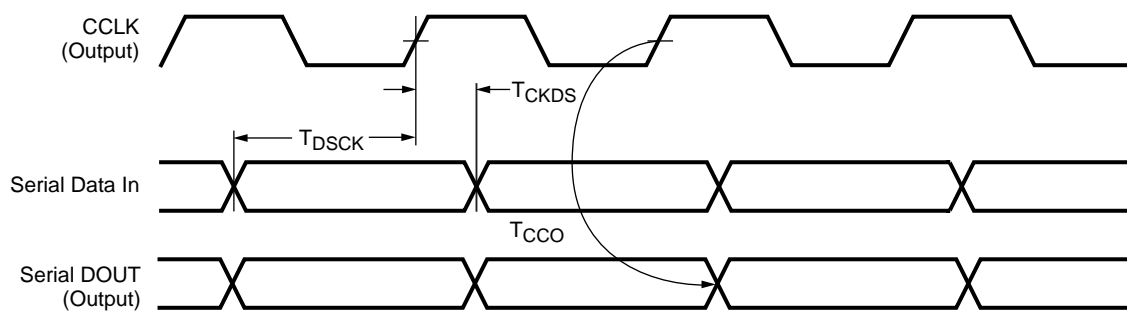 CCLK
(Output)
TCKDS
TDSCK
Serial Data In
TCCO
Serial DOUT
(Output)